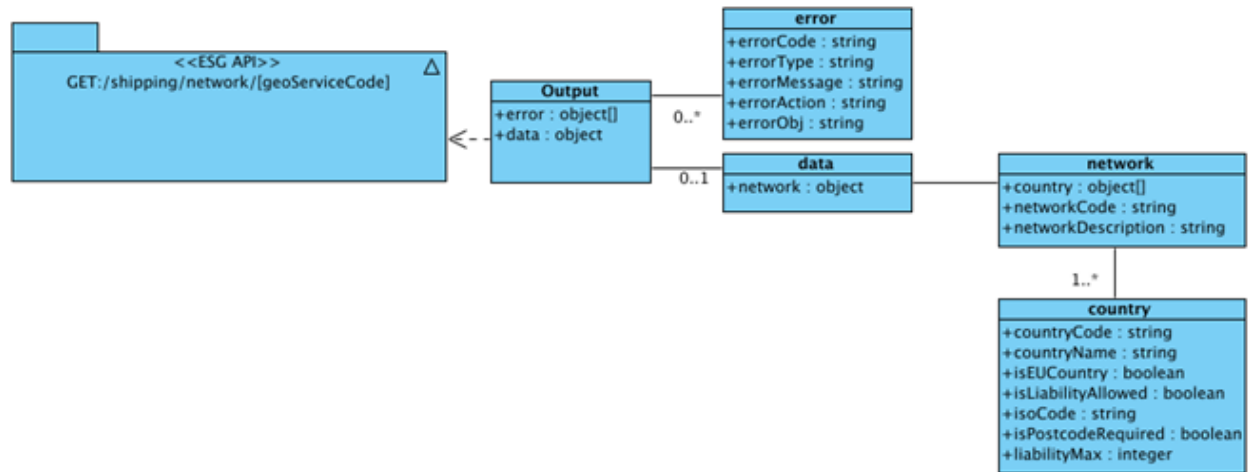 <<ESG API>>
GET:/shipping/network/[geoServiceCode]
Output
+error : object[]
+data : object
0..*
0..1
error
+errorCode : string
+errorType : string
+errorMessage : string
+errorAction : string
+errorObj : string
data
+network : object
network
+country : object[]
+networkCode : string
+networkDescription : string
1..*
country
+countryCode : string
+countryName : string
+isEUCountry : boolean
+isLiabilityAllowed : boolean
+isoCode : string
+isPostcodeRequired : boolean
+liabilityMax : integer